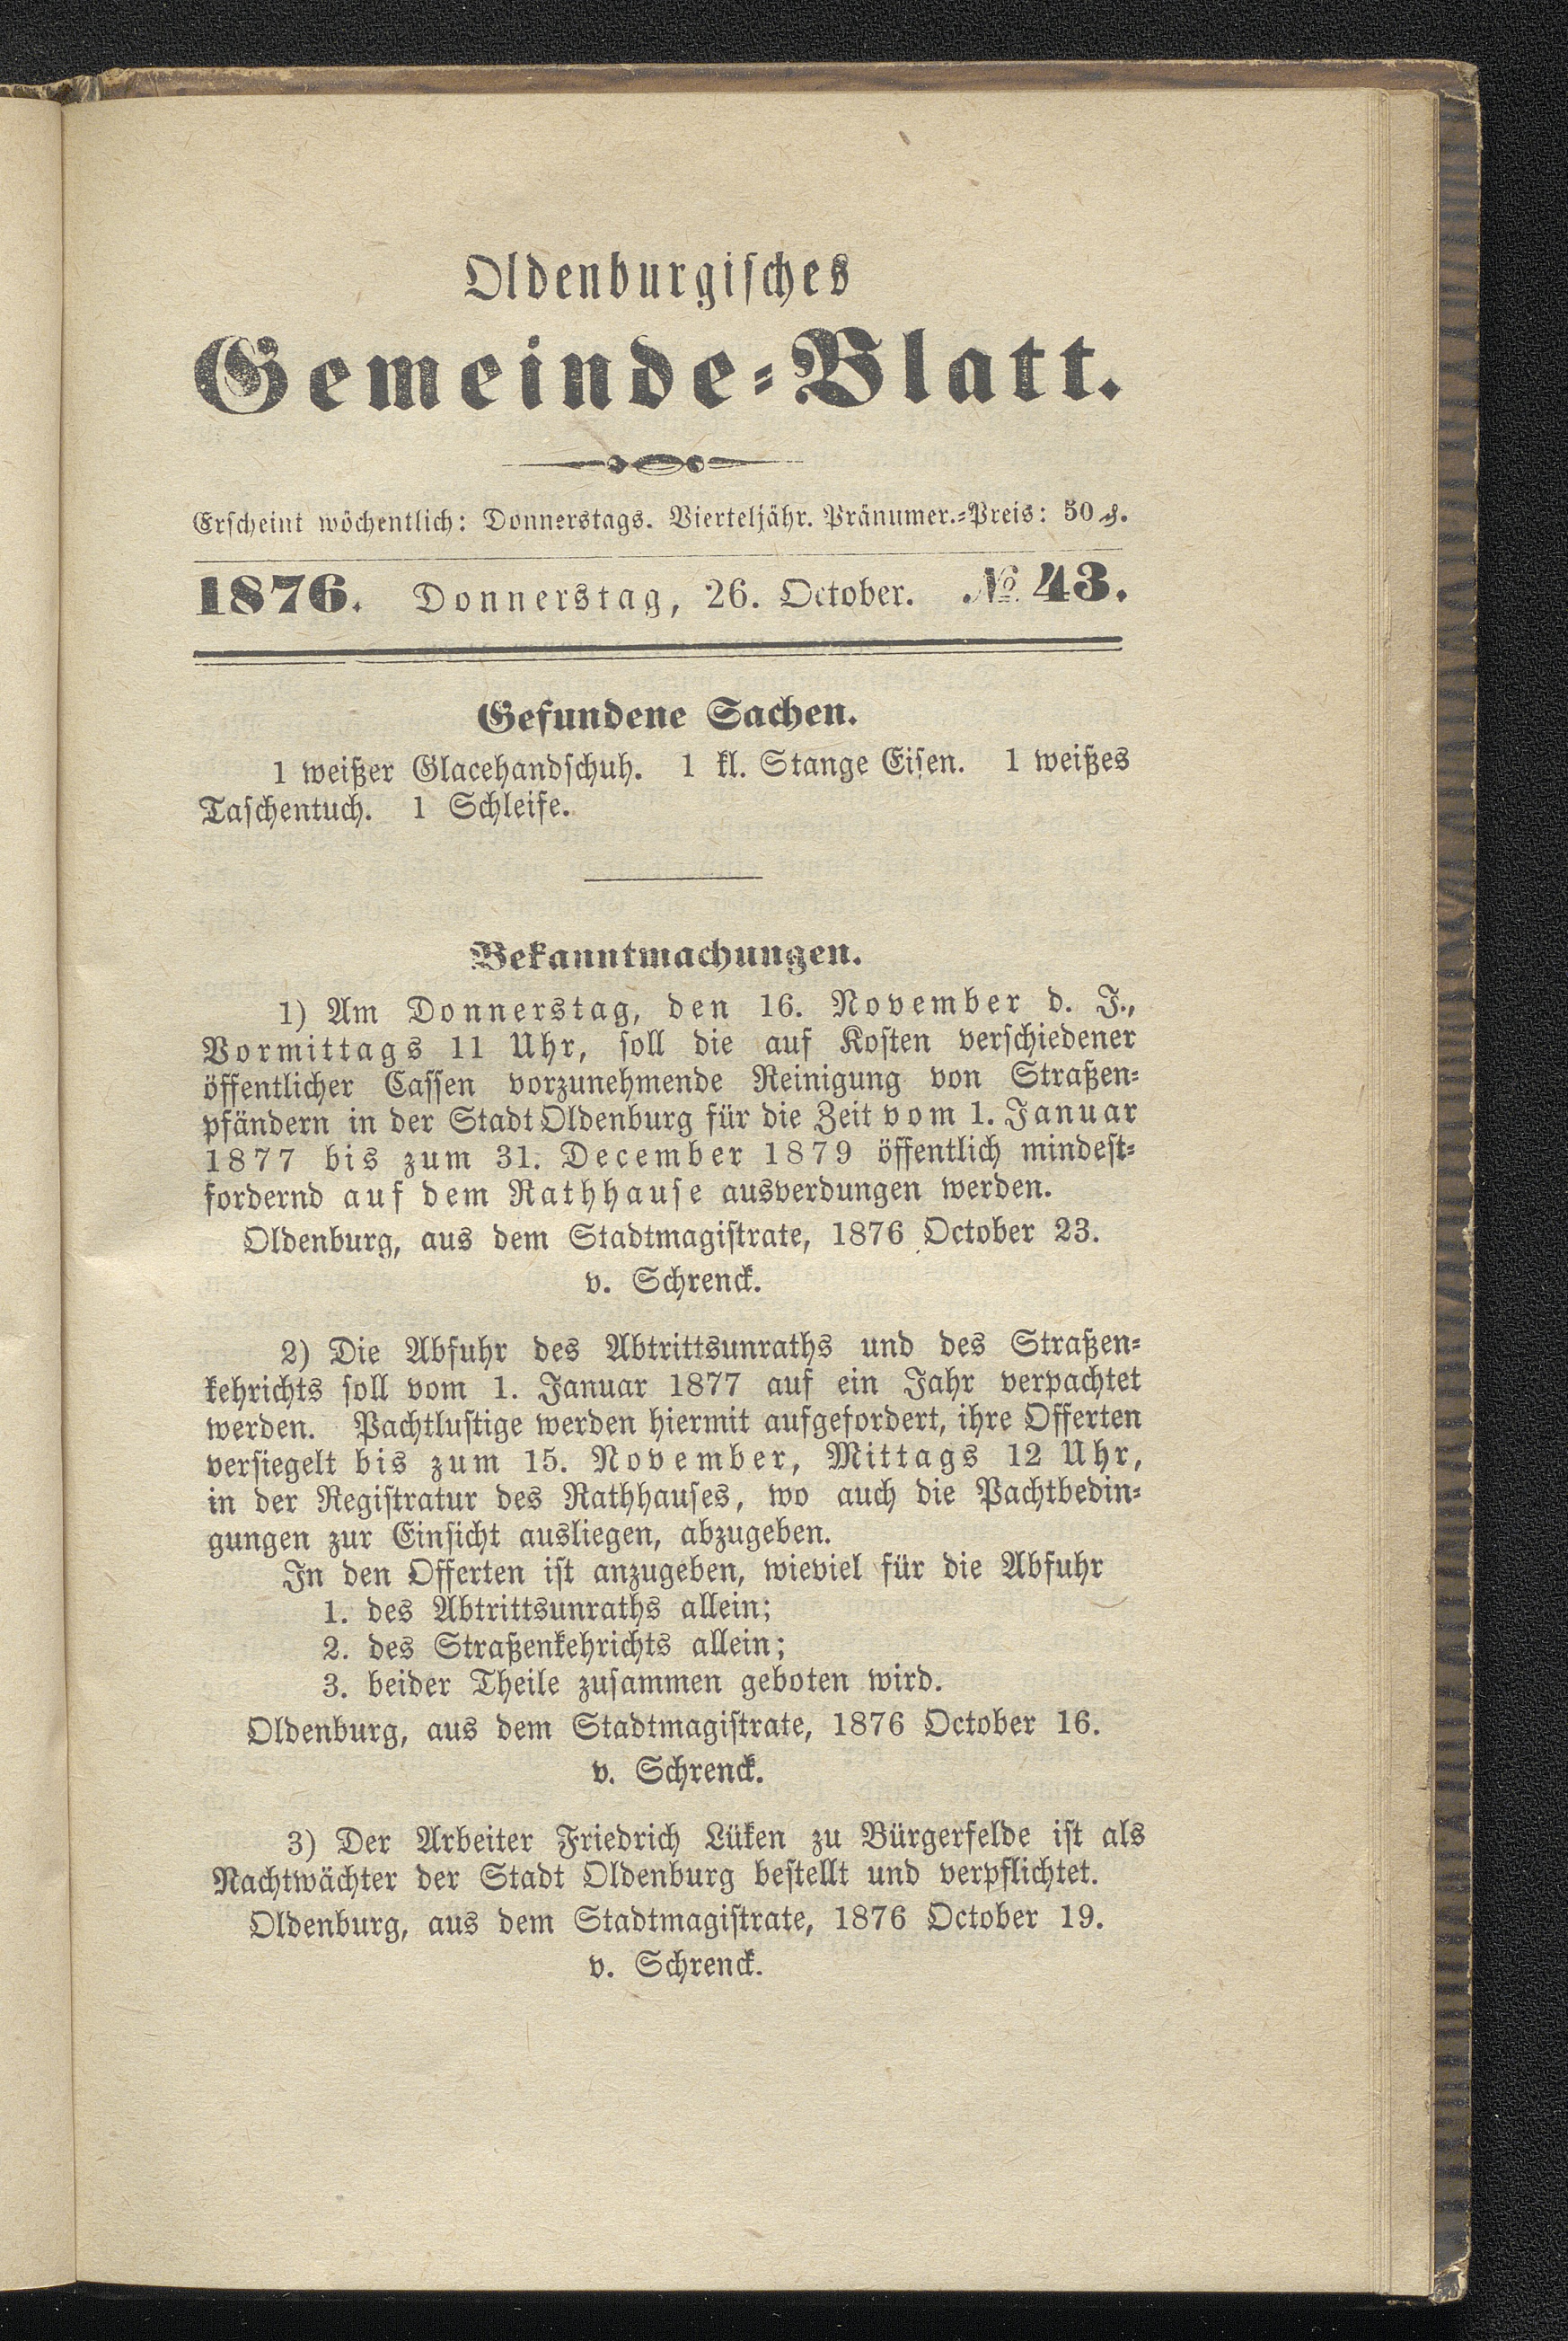 Oldenburgisches
Gemeinde-Blatt.
Erscheint wöchentlich: Donnerstags. Vierteljähr. Pränumer.-Preis: 50 ₰.
1876. Donnerstag, 26. October. № 43.
Gefundene Sachen.
1 weißer Glacehandschuh. 1 kl. Stange Eisen. 1 weißes
Taschentuch. 1 Schleife.
Bekanntmachungen.
1) Am Donnerstag, den 16. November d. J.,
Vormittags 11 Uhr, soll die auf Kosten verschiedener
öffentlicher Cassen vorzunehmende Reinigung von Straßen-
pfändern in der Stadt Oldenburg für die Zeit vom 1. Januar
1877 bis zum 31. December 1879 öffentlich mindest-
fordernd auf dem Rathhause ausverdungen werden.
Oldenburg, aus dem Stadtmagistrate, 1876 October 23.
v. Schrenck.
2) Die Abfuhr des Abtrittsunraths und des Straßen-
kehrichts soll vom 1. Januar 1877 auf ein Jahr verpachtet
werden. Pachtlustige werden hiermit aufgefordert, ihre Offerten
versiegelt bis zum 15. November, Mittags 12 Uhr,
in der Registratur des Rathhauses, wo auch die Pachtbedin-
gungen zur Einsicht ausliegen, abzugeben.
In den Offerten ist anzugeben, wieviel für die Abfuhr
1. des Abtrittsunraths allein;
2. des Straßenkehrichts allein;
3. beider Theile zusammen geboten wird.
Oldenburg, aus dem Stadtmagistrate, 1876 October 16.
v. Schrenck.
3) Der Arbeiter Friedrich Lüken zu Bürgerfelde ist als
Nachtwächter der Stadt Oldenburg bestellt und verpflichtet.
Oldenburg, aus dem Stadtmagistrate, 1876 October 19.
v. Schrenck.